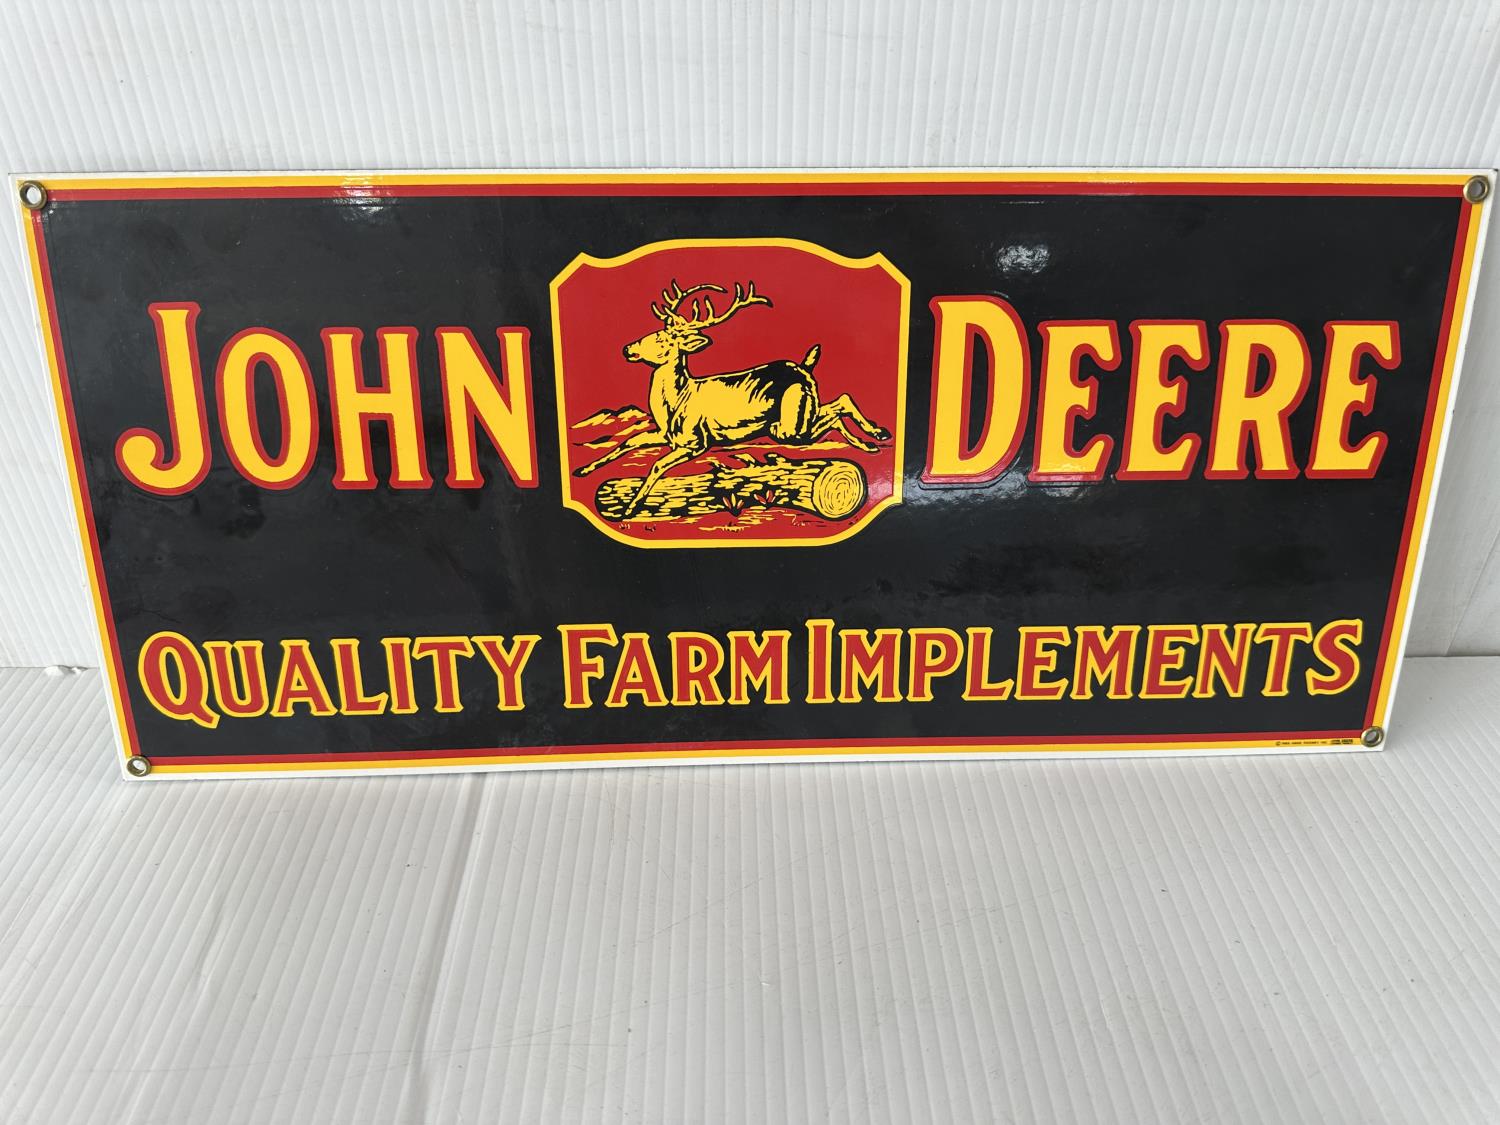 JOHN DEERE
QUALITY FARM IMPLEMENTS